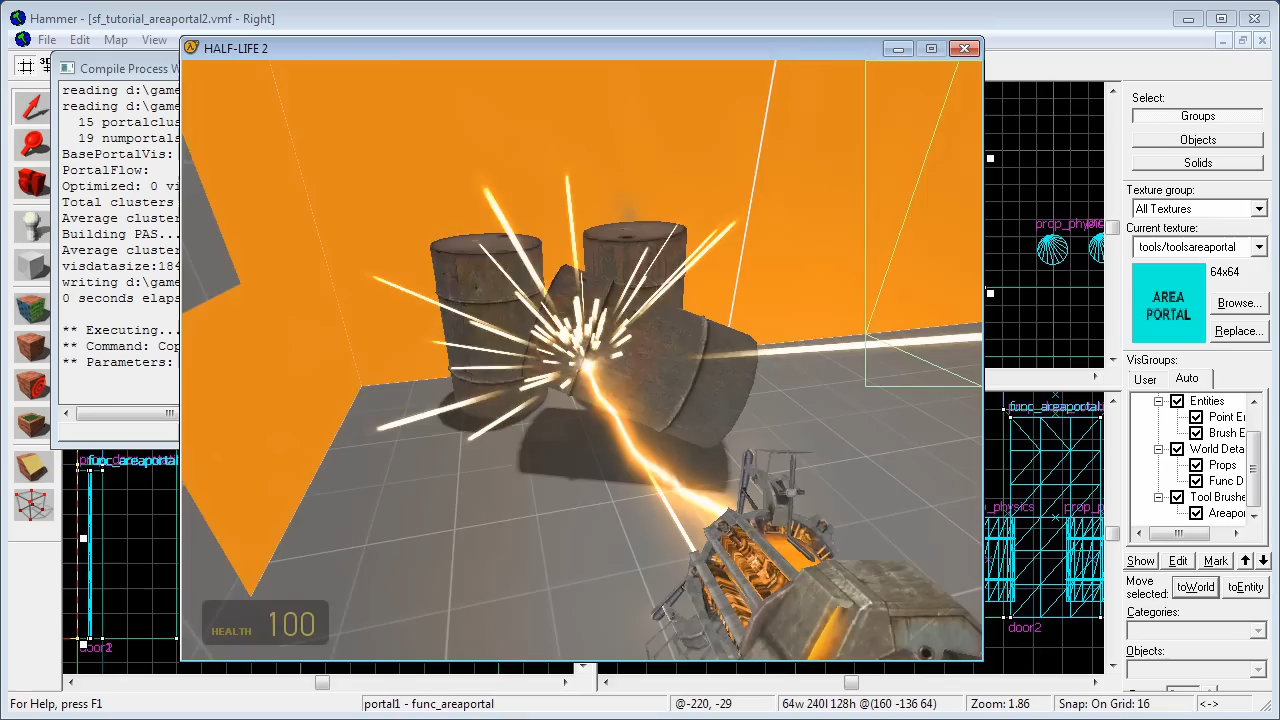 Hammer - [sf_tutorial_areaportal2.vmf - Right]
File Edit Map View
HALF-LIFE 2
Compile Process W
reading d:\game
reading d:\game
15 portalclus
19 numportals
BasePortalVis:
PortalFlow:
Optimized: 0 vi
Total clusters
Average cluster
Building PAS...
Average cluster
visdatasize:184
writing d:\game
0 seconds elaps
** Executing...
** Command: Cop
** Parameters:
HEALTH 100
func_areaportal
door2
prop_physics
func_areaportal
door2
Select:
Groups
Objects
Solids
Texture group:
All Textures
Current texture:
tools/toolsareaportal
AREA PORTAL
64x64
Browse...
Replace...
VisGroups:
User Auto
Entities
Point E
Brush E
World Deta
Props
Func D
Tool Brushe
Areapor
Show Edit Mark
Move selected:
toWorld toEntity
Categories:
Objects:
For Help, press F1
portal1 - func_areaportal
@-220, -29
64w 240l 128h @(160 -136 64)
Zoom: 1.86
Snap: On Grid: 16
<->